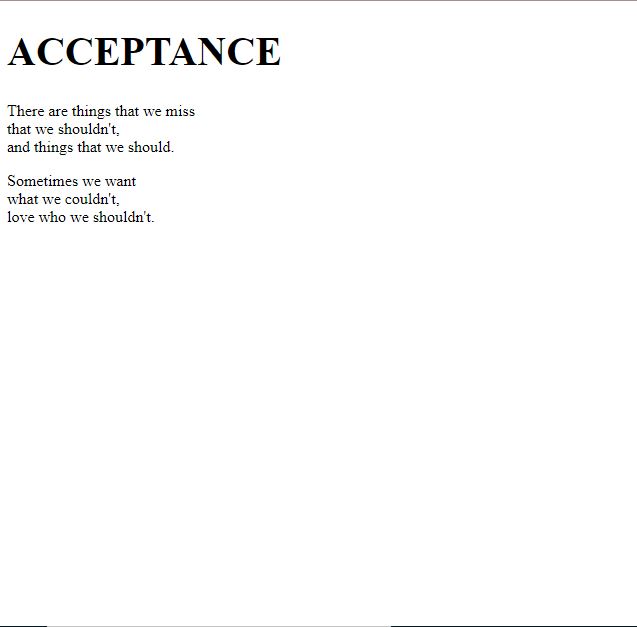 ACCEPTANCE
There are things that we miss
that we shouldn't,
and things that we should.
Sometimes we want
what we couldn't,
love who we shouldn't.